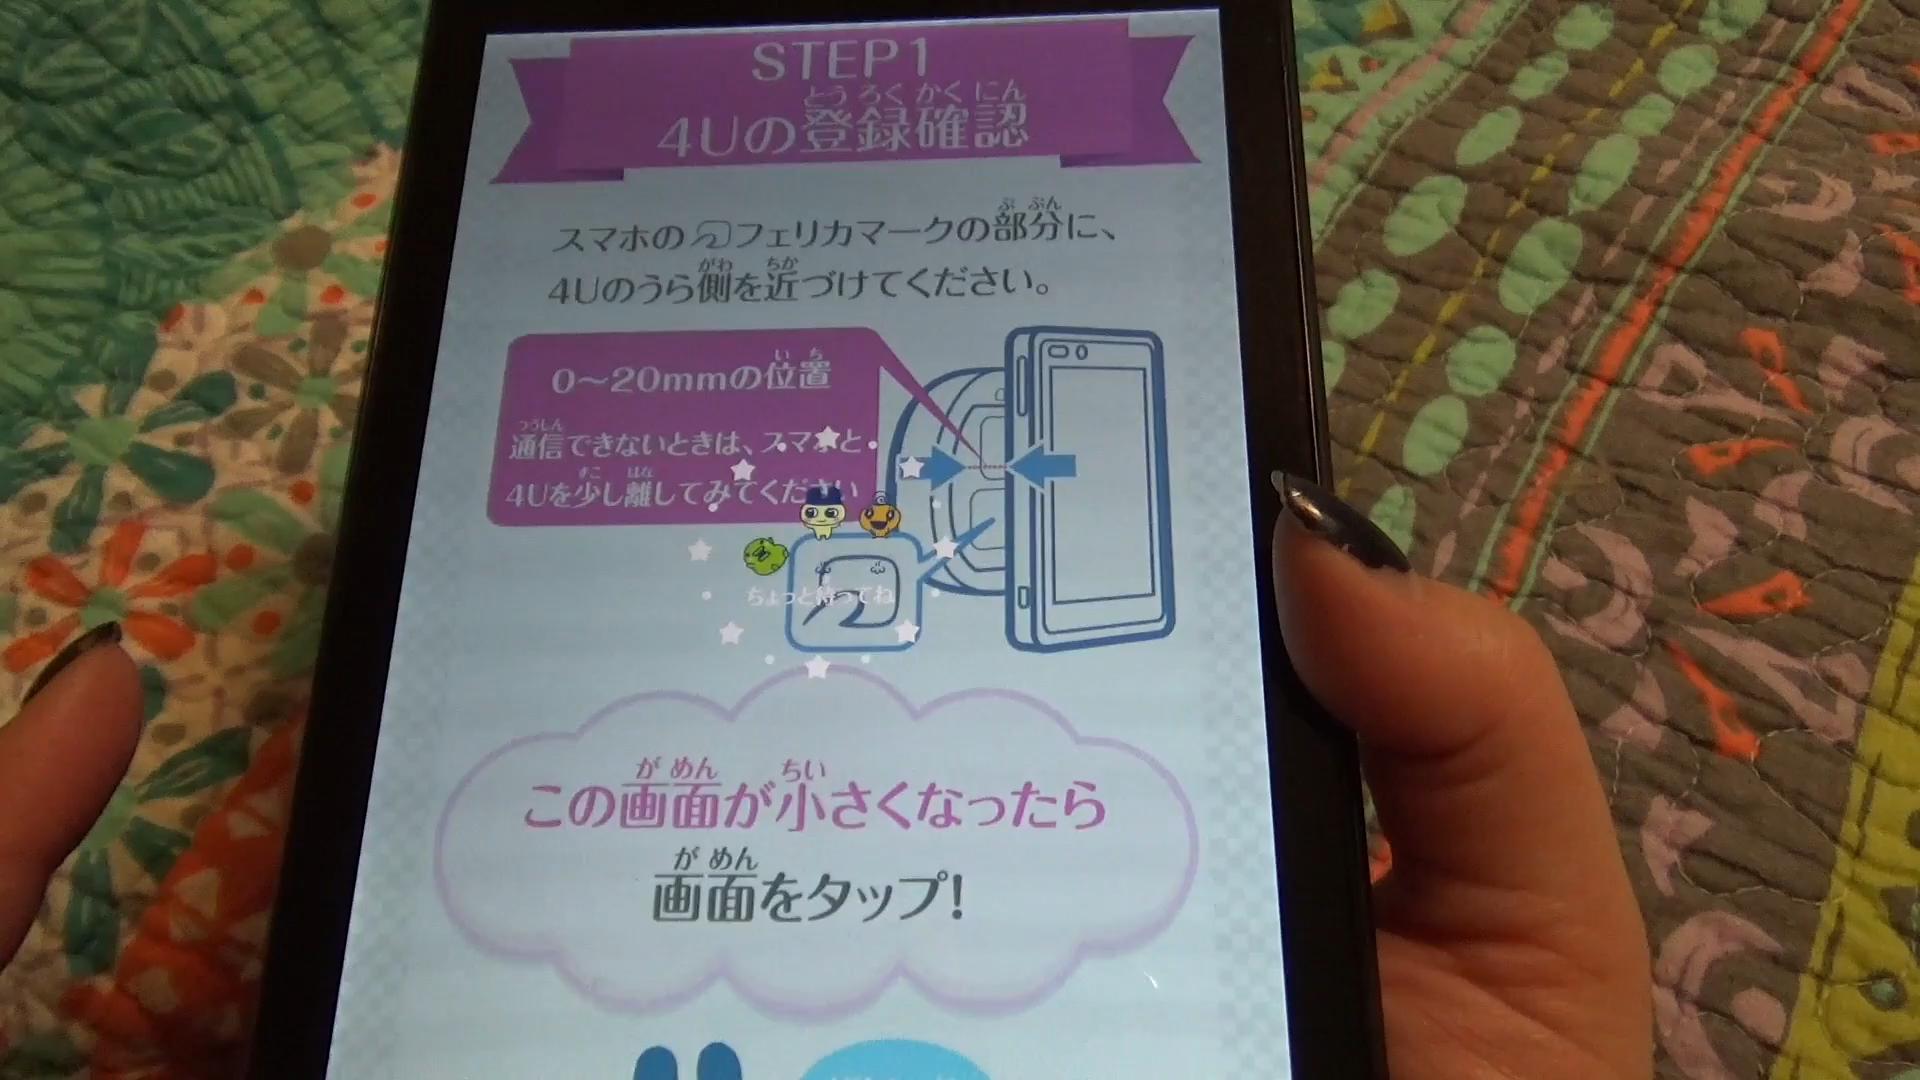 STEP1
とうろくかくにん
4Uの登録確認
ぶぶん
スマホのフェリカマークの部分に、
がわ ちか
4Uのうら側を近づけてください。
いち
0〜20mmの位置
つうしん
通信できないときは、スマホと
すこ はな
4Uを少し離してみてください
ちょっと待ってね
がめん ちい
この画面が小さくなったら
がめん
画面をタップ!